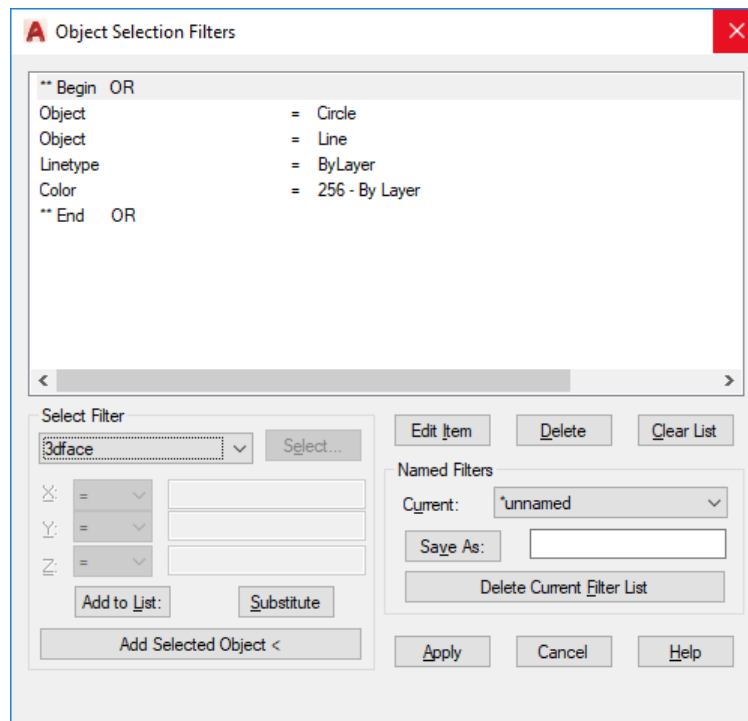 Object Selection Filters
** Begin OR
Object = Circle
Object = Line
Linetype = ByLayer
Color = 256 - By Layer
** End OR
Select Filter
3dface
Select...
X: =
Y: =
Z: =
Add to List:
Substitute
Add Selected Object <
Edit Item
Delete
Clear List
Named Filters
Current: *unnamed
Save As:
Delete Current Filter List
Apply
Cancel
Help